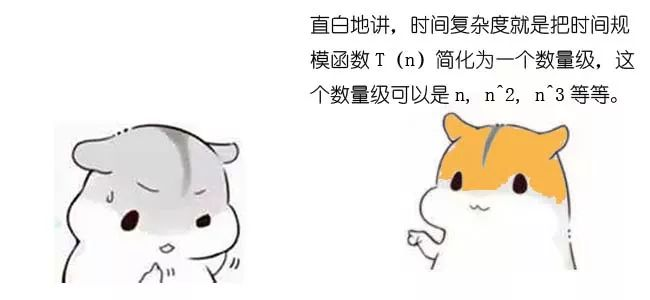 直白地讲，时间复杂度就是把时间规
模函数 T（n）简化为一个数量级，这
个数量级可以是 n, n^2, n^3 等等。